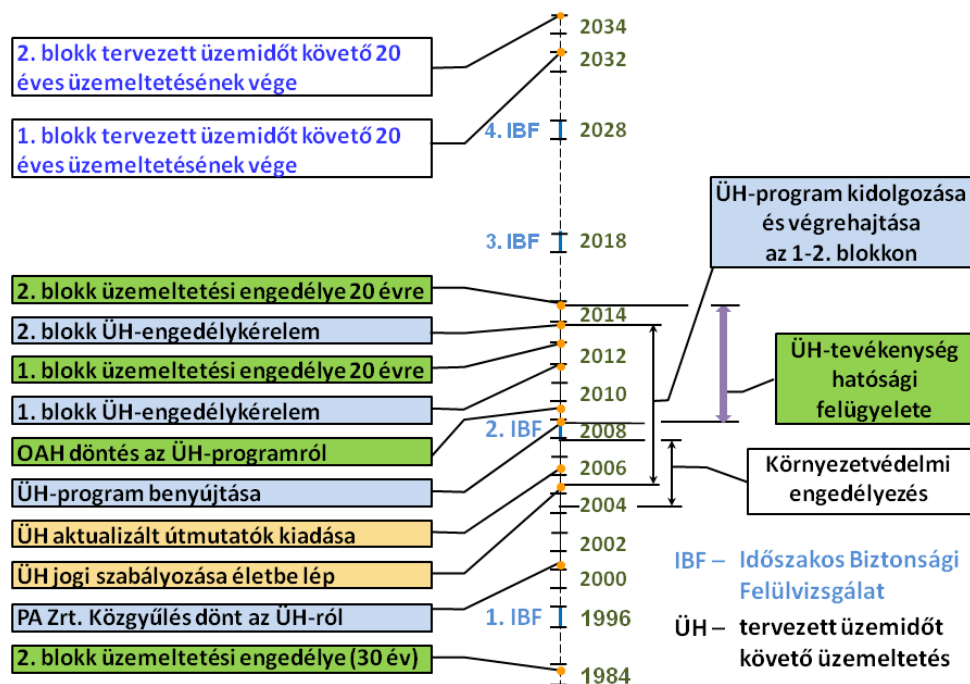 2. blokk tervezett üzemidőt követő 20
éves üzemeltetésének vége
1. blokk tervezett üzemidőt követő 20
éves üzemeltetésének vége
2. blokk üzemeltetési engedélye 20 évre
2. blokk ÜH-engedélykérelem
1. blokk üzemeltetési engedélye 20 évre
1. blokk ÜH-engedélykérelem
OAH döntés az ÜH-programról
ÜH-program benyújtása
ÜH aktualizált útmutatók kiadása
ÜH jogi szabályozása életbe lép
PA Zrt. Közgyűlés dönt az ÜH-ról
2. blokk üzemeltetési engedélye (30 év)
2034
2032
4. IBF 2028
3. IBF 2018
2014
2012
2010
2. IBF 2008
2006
2004
2002
2000
1. IBF 1996
1984
ÜH-program kidolgozása
és végrehajtása
az 1-2. blokkon
ÜH-tevékenység
hatósági
felügyelete
Környezetvédelmi
engedélyezés
IBF – Időszakos Biztonsági
Felülvizsgálat
ÜH – tervezett üzemidőt
követő üzemeltetés